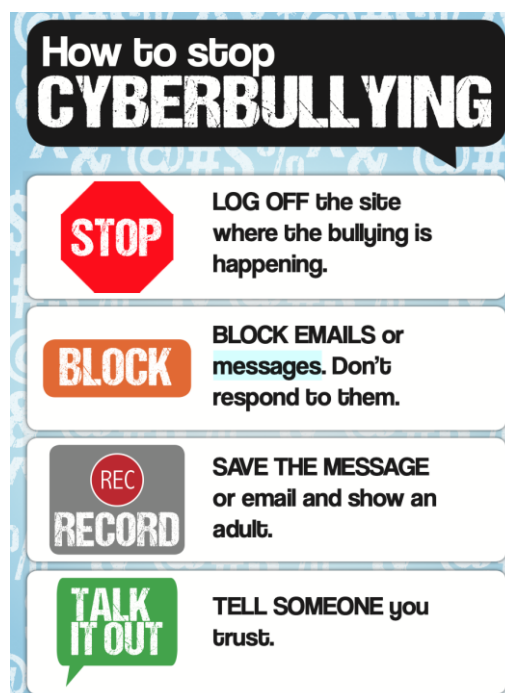 How to stop
CYBERBULLYING
STOP
LOG OFF the site
where the bullying is
happening.
BLOCK
BLOCK EMAILS or
messages. Don't
respond to them.
REC
RECORD
SAVE THE MESSAGE
or email and show an
adult.
TALK
IT OUT
TELL SOMEONE you
trust.